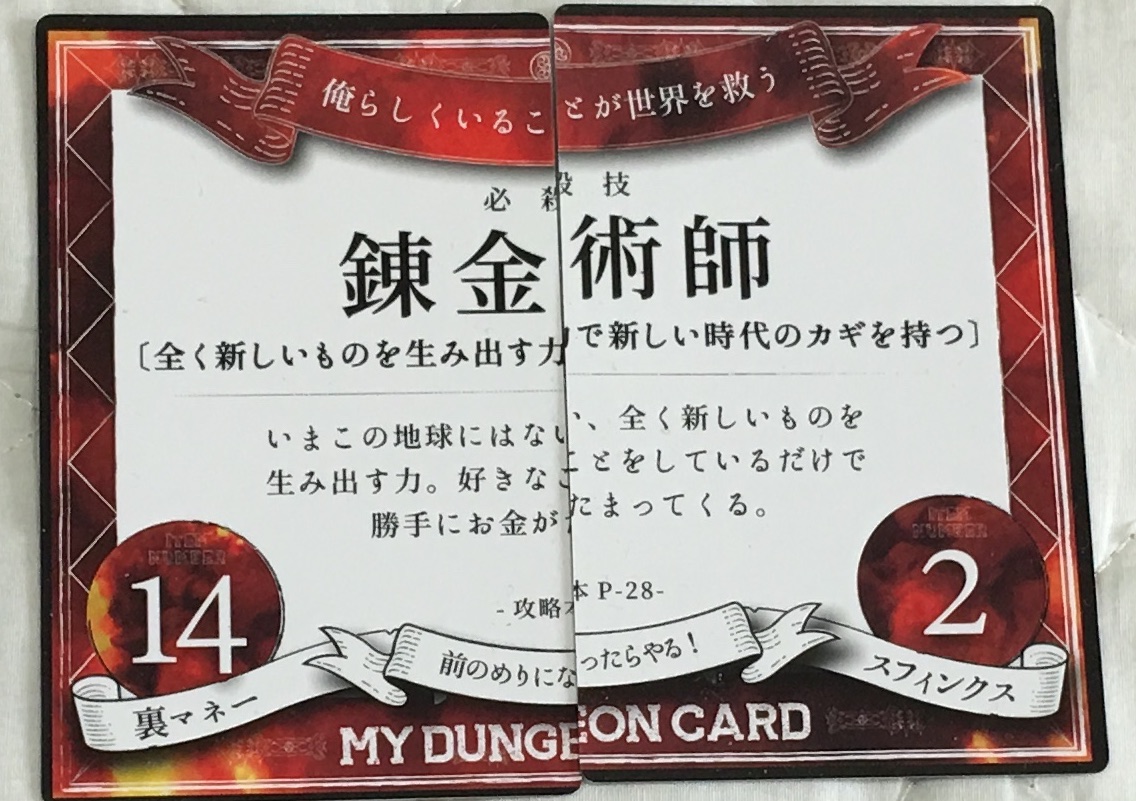 俺らしくいることが世界を救う
必殺技
錬金術師
〔全く新しいものを生み出す力で新しい時代のカギを持つ〕
いまこの地球にはない、全く新しいものを
生み出す力。好きなことをしているだけで
勝手にお金がたまってくる。
- 攻略本 P-28-
ITEM NUMBER
14
裏マネー
ITEM NUMBER
2
スフィンクス
前のめりになったらやる!
MY DUNGEON CARD